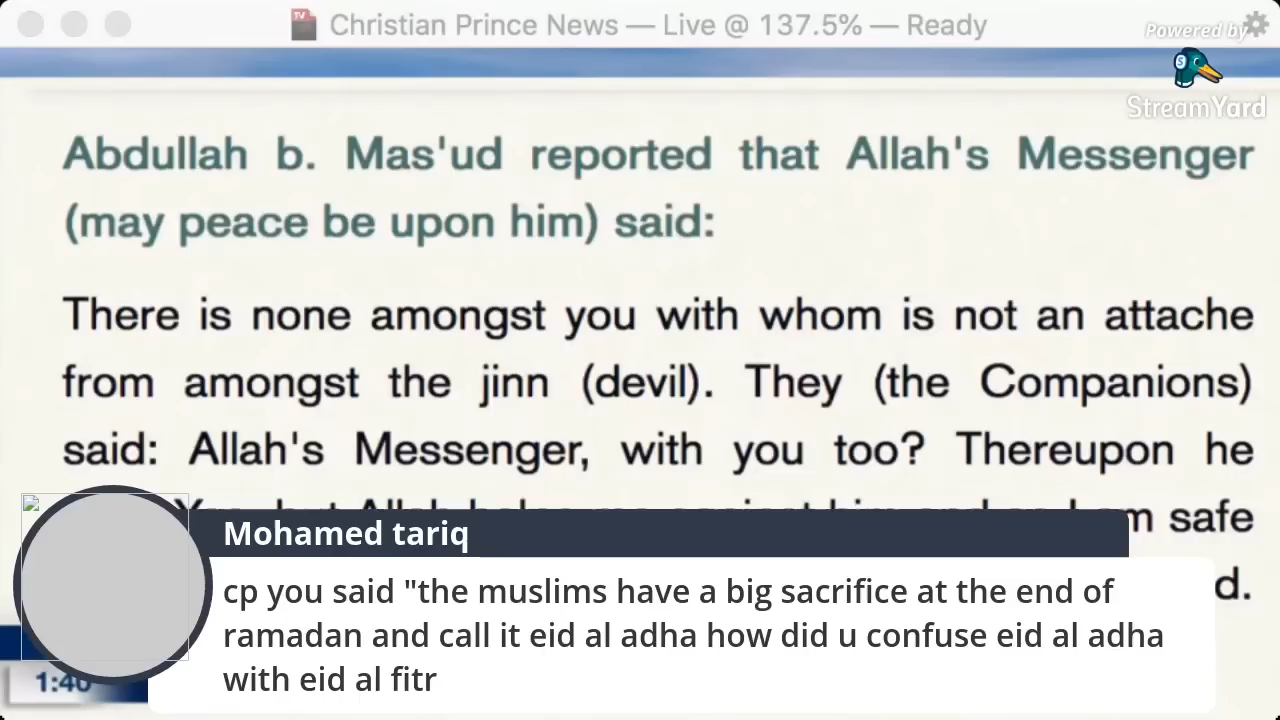 Christian Prince News — Live @ 137.5% — Ready
Powered by
StreamYard
Abdullah b. Mas'ud reported that Allah's Messenger
(may peace be upon him) said:
There is none amongst you with whom is not an attache
from amongst the jinn (devil). They (the Companions)
said: Allah's Messenger, with you too? Thereupon he
safe
d.
Mohamed tariq
cp you said "the muslims have a big sacrifice at the end of
ramadan and call it eid al adha how did u confuse eid al adha
with eid al fitr
1:40